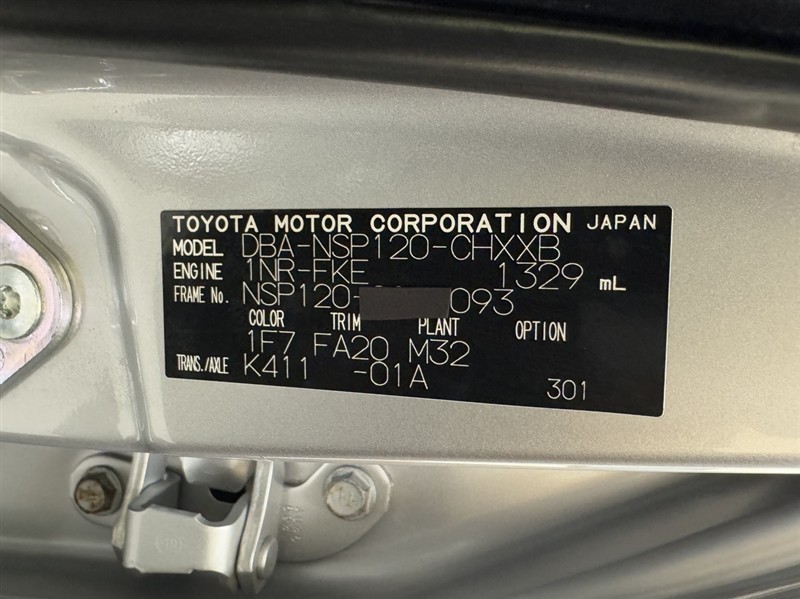 TOYOTA MOTOR CORPORATION JAPAN
MODEL DBA-NSP120-CHXXB
ENGINE 1NR-FKE 1329 mL
FRAME No. NSP120- 093
COLOR TRIM PLANT OPTION
1F7 FA20 M32
TRANS./AXLE K411 -01A 301